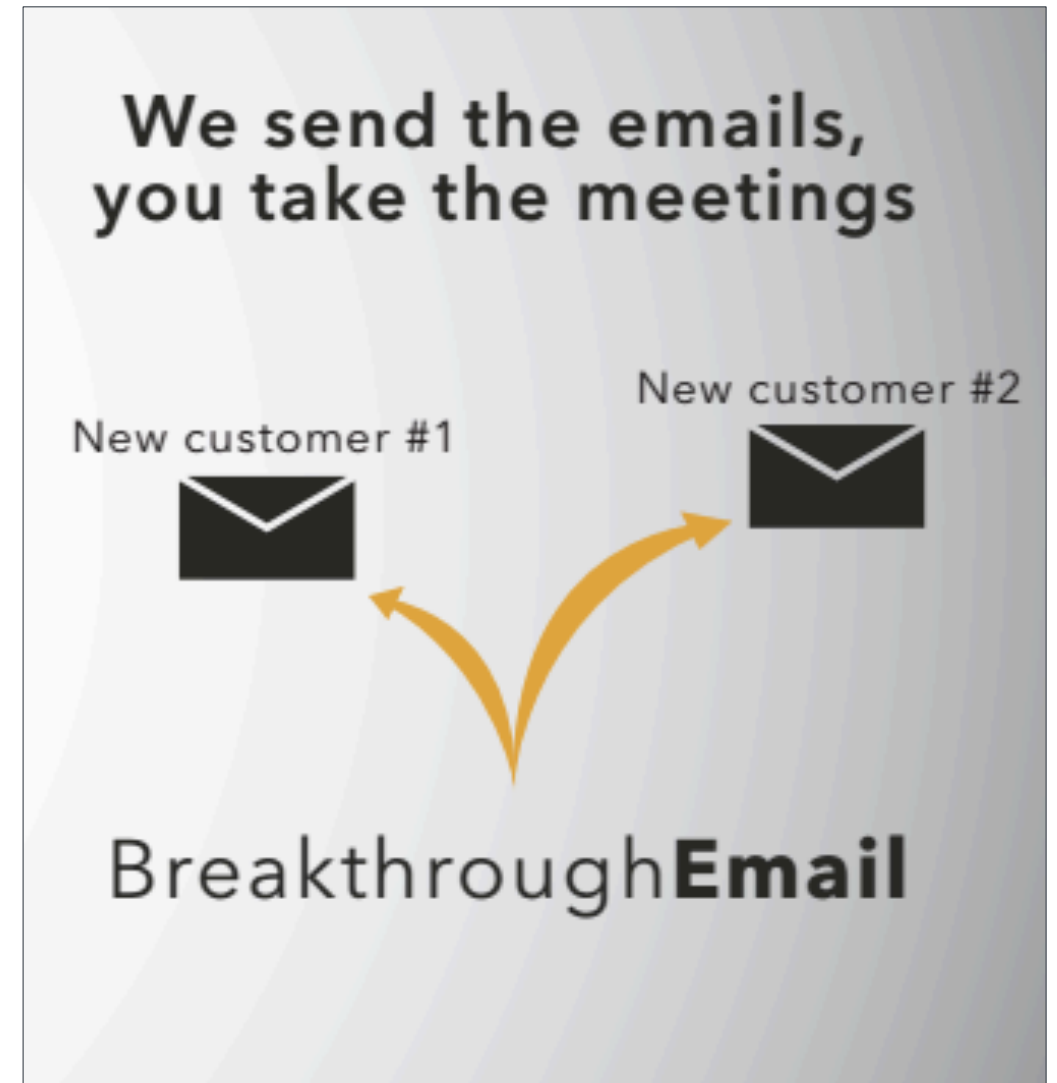 We send the emails,
you take the meetings
New customer #2
New customer #1
BreakthroughEmail